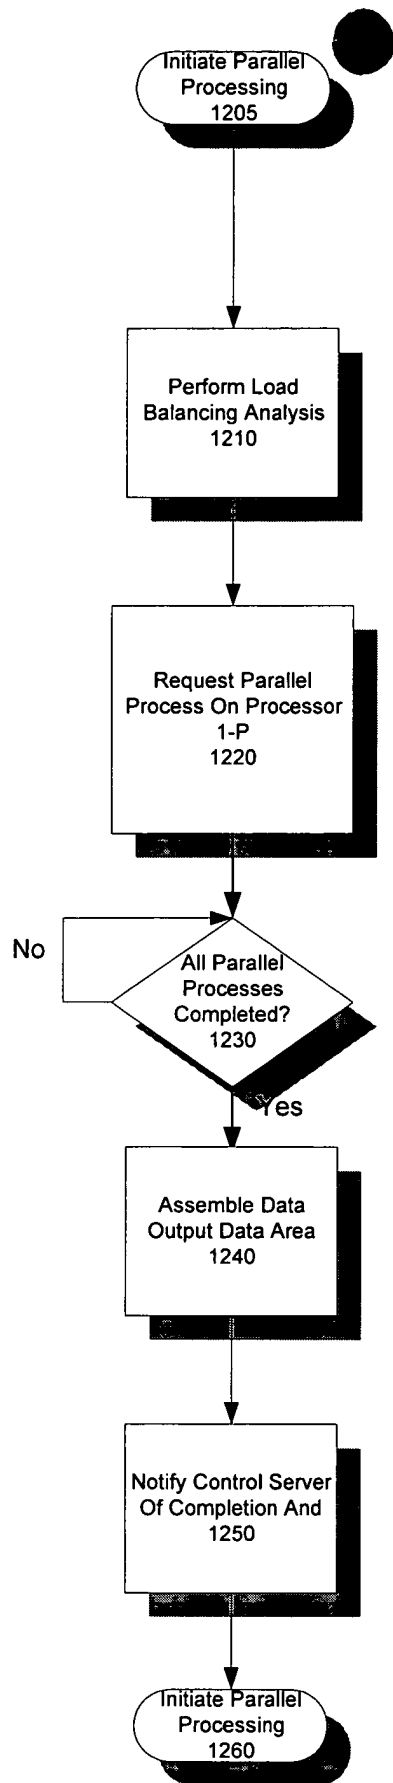 Initiate Parallel
Processing
1205
Perform Load
Balancing Analysis
1210
Request Parallel
Process On Processor
1-P
1220
No
All Parallel
Processes
Completed?
1230
Yes
Assemble Data
Output Data Area
1240
Notify Control Server
Of Completion And
1250
Initiate Parallel
Processing
1260